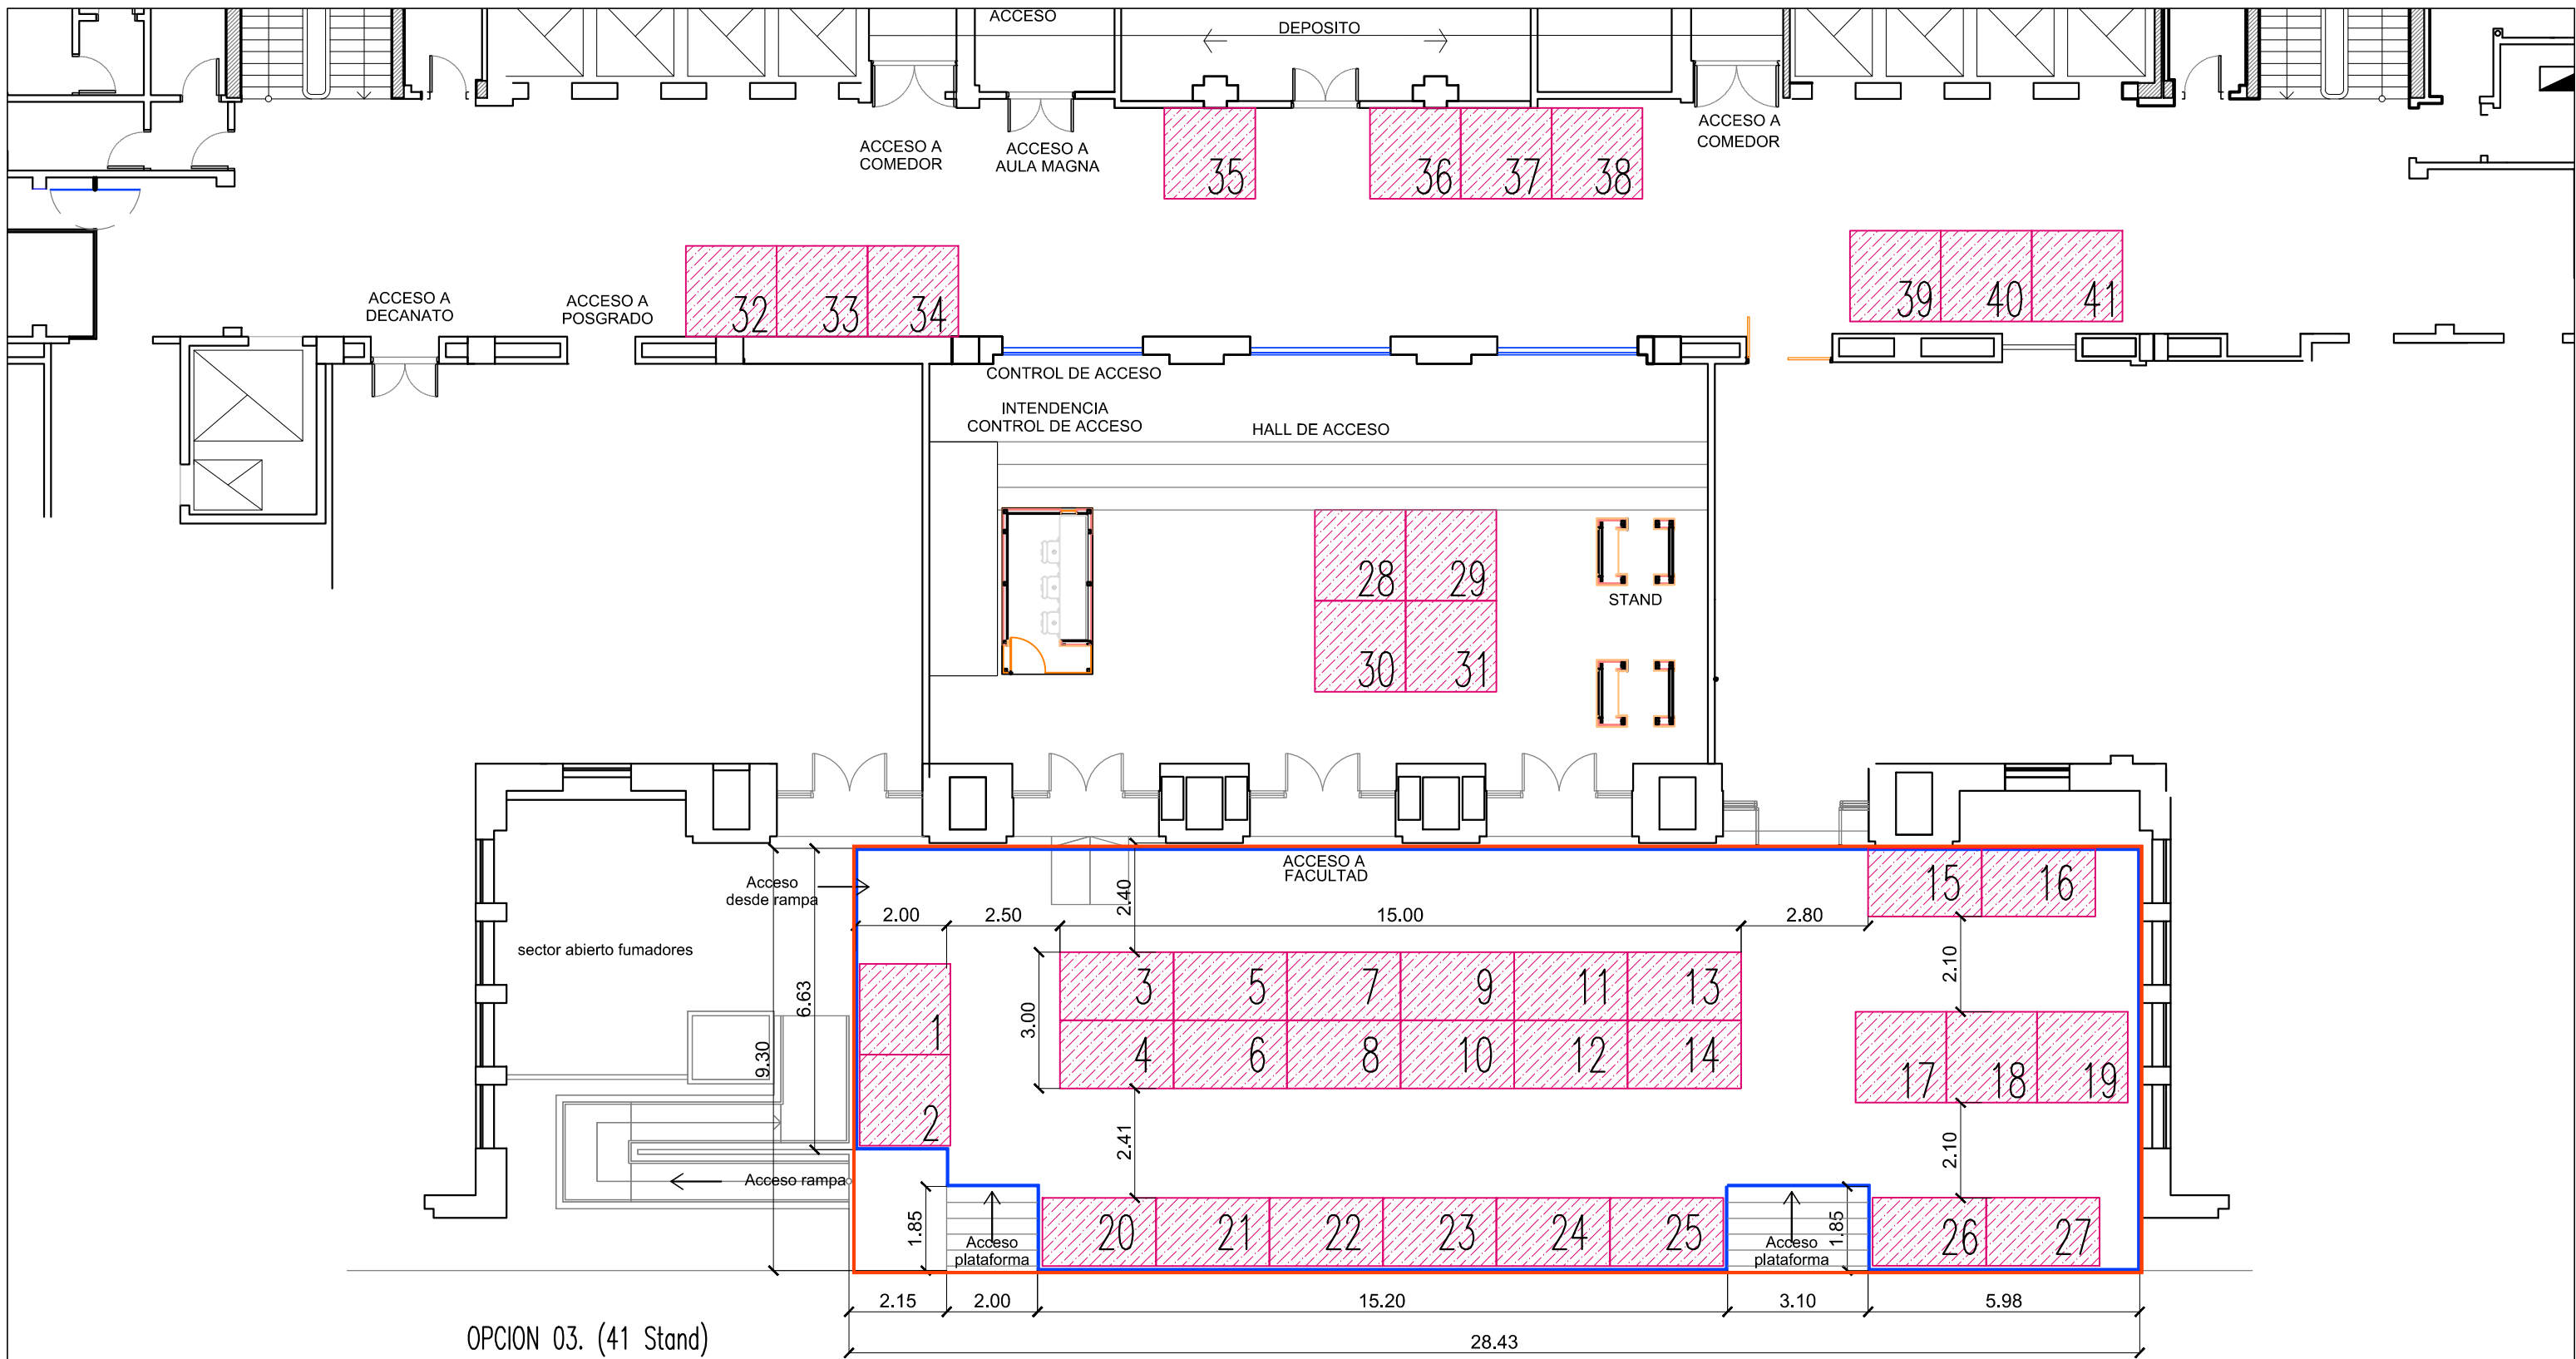 ACCESO
DEPOSITO
ACCESO A
COMEDOR
ACCESO A
AULA MAGNA
35
36
37
38
ACCESO A
COMEDOR
ACCESO A
DECANATO
ACCESO A
POSGRADO
32
33
34
39
40
41
CONTROL DE ACCESO
INTENDENCIA
CONTROL DE ACCESO
HALL DE ACCESO
28
29
30
31
STAND
ACCESO A
FACULTAD
Acceso
desde rampa
2.40
15
16
2.00
2.50
15.00
2.80
sector abierto fumadores
6.63
9.30
3.00
2.10
1
2
3
5
7
9
11
13
4
6
8
10
12
14
17
18
19
2.41
2.10
Acceso rampa
1.85
Acceso
plataforma
20
21
22
23
24
25
1.85
Acceso
plataforma
26
27
2.15
2.00
15.20
3.10
5.98
28.43
OPCION 03. (41 Stand)